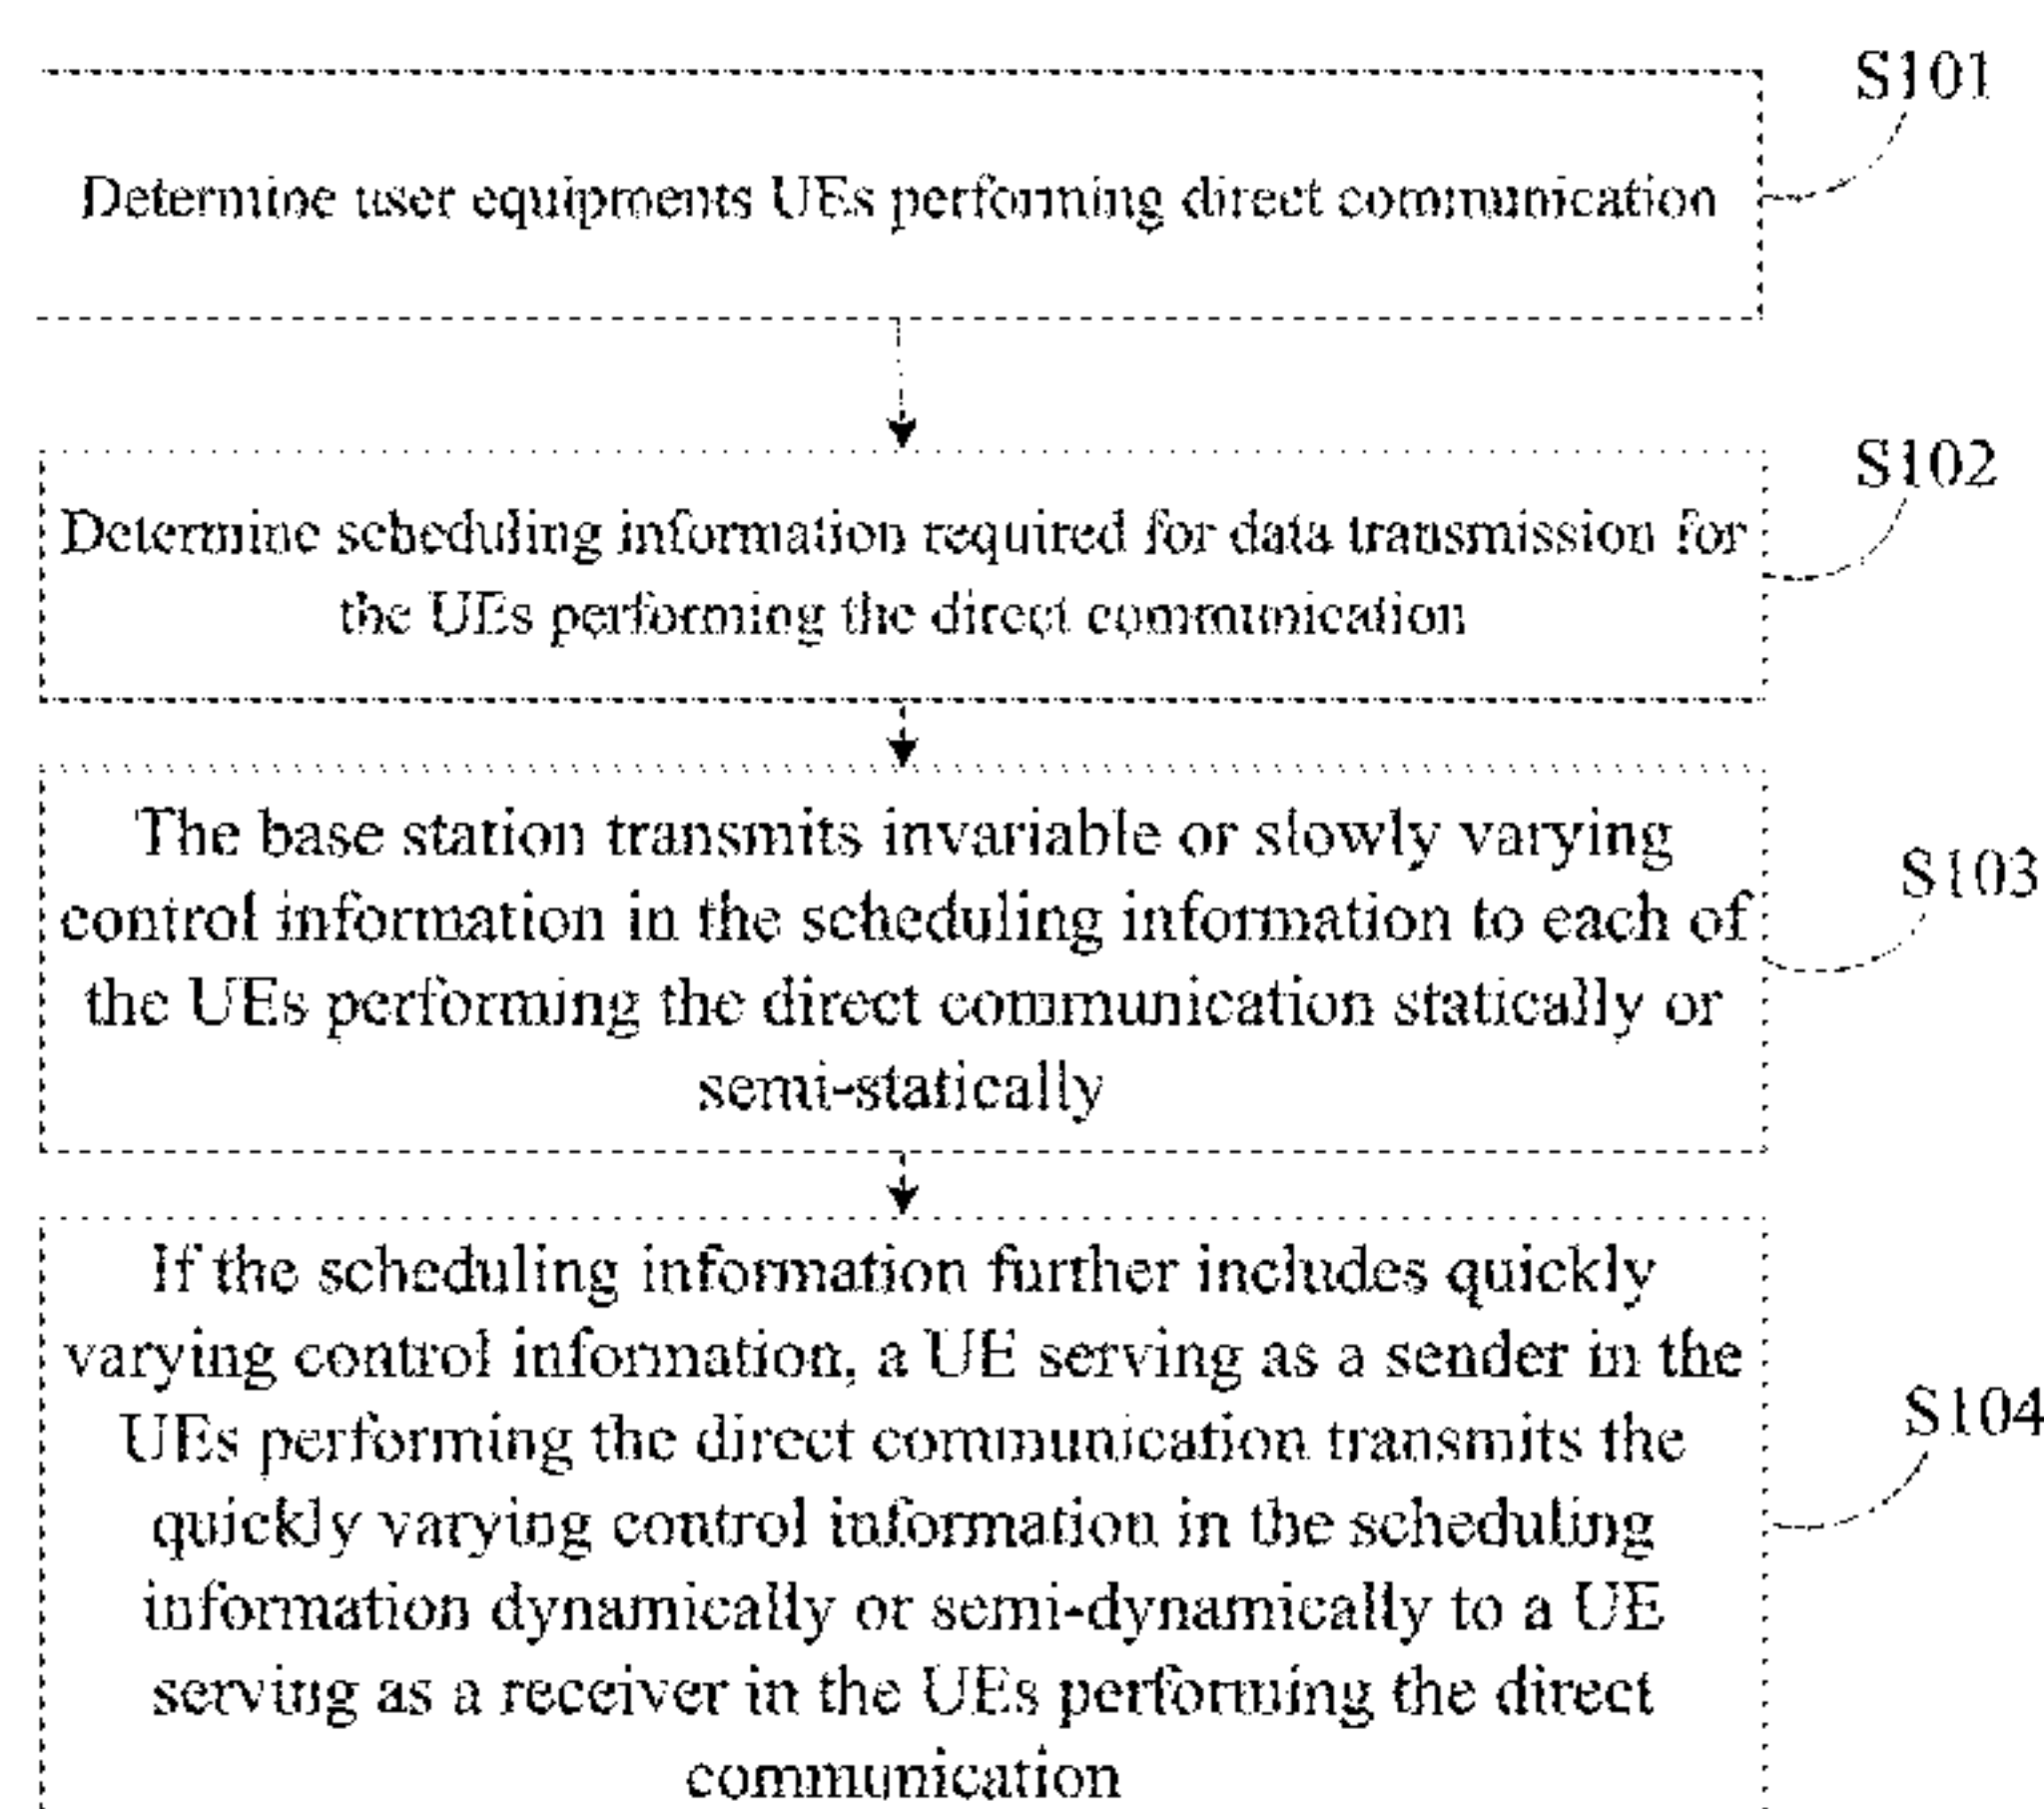 S101
Determine user equipments UEs performing direct communication
S102
Determine scheduling information required for data transmission for
the UEs performing the direct communication
The base station transmits invariable or slowly varying
control information in the scheduling information to each of
the UEs performing the direct communication statically or
semi-statically
S103
If the scheduling information further includes quickly
varying control information, a UE serving as a sender in the
UEs performing the direct communication transmits the
quickly varying control information in the scheduling
information dynamically or semi-dynamically to a UE
serving as a receiver in the UEs performing the direct
communication
S104